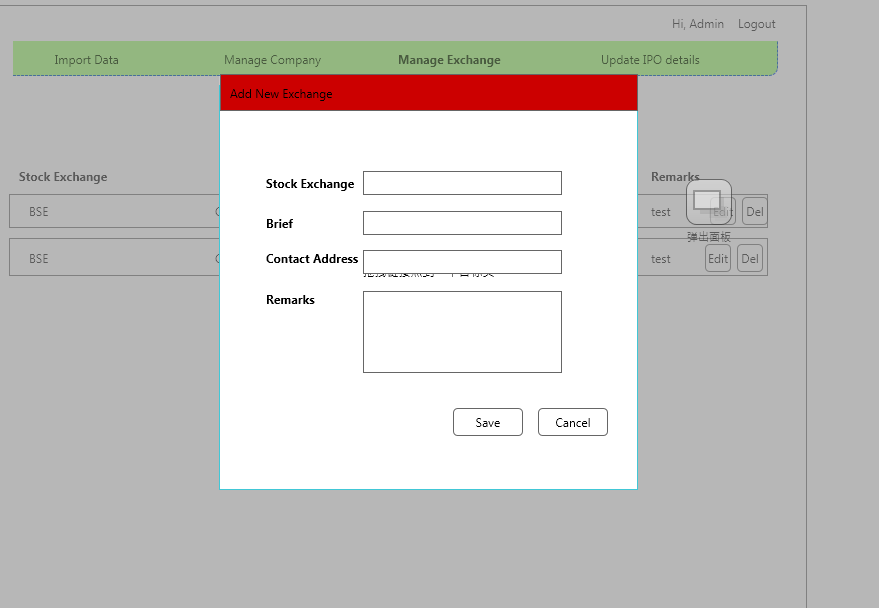 Hi, Admin Logout
Import Data Manage Company Manage Exchange Update IPO details
Add New Exchange
Stock Exchange Remarks
BSE test Edit Del
弹出面板
BSE test Edit Del
Stock Exchange
Brief
Contact Address
Remarks
Save Cancel